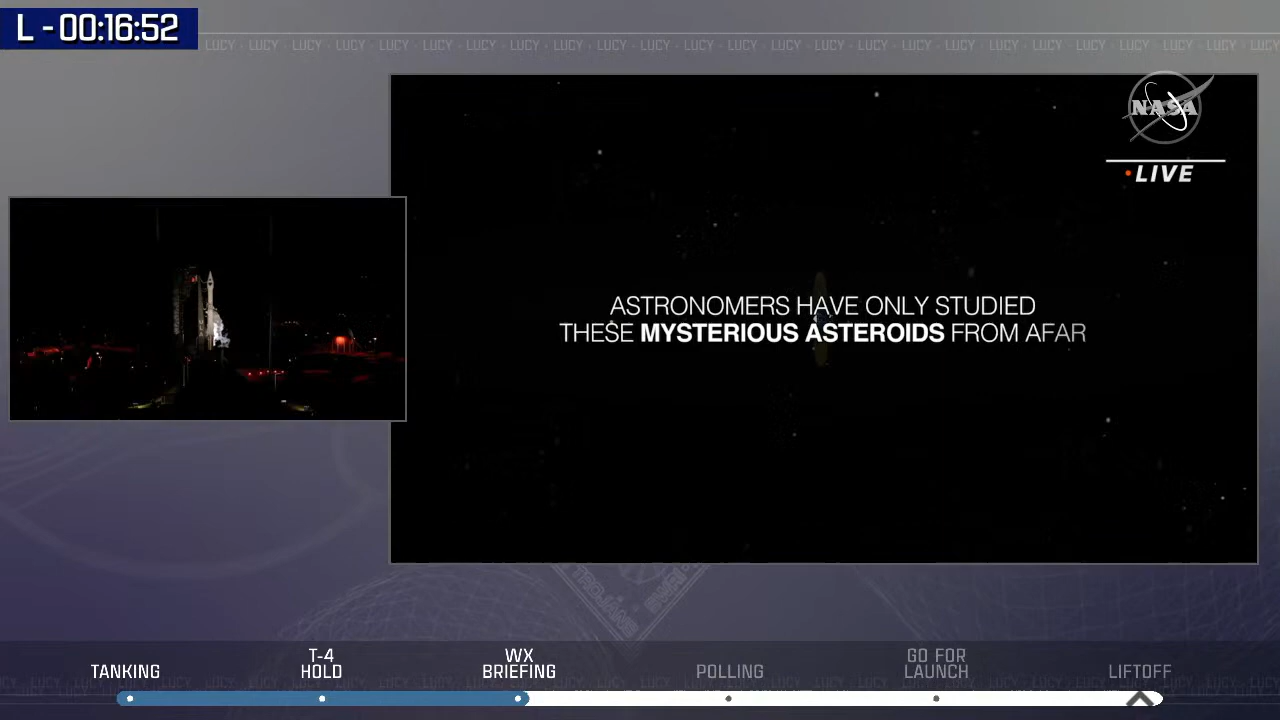 L - 00:16:52
LUCY · LUCY · LUCY · LUCY · LUCY · LUCY · LUCY · LUCY · LUCY · LUCY · LUCY · LUCY · LUCY · LUCY · LUCY · LUCY · LUCY · LUCY · LUCY · LUCY · LUCY · LUCY · LUCY · LUCY · LUCY
NASA
LIVE
ASTRONOMERS HAVE ONLY STUDIED
THESE MYSTERIOUS ASTEROIDS FROM AFAR
TROJANS
TANKING
T-4
HOLD
WX
BRIEFING
POLLING
GO FOR
LAUNCH
LIFTOFF